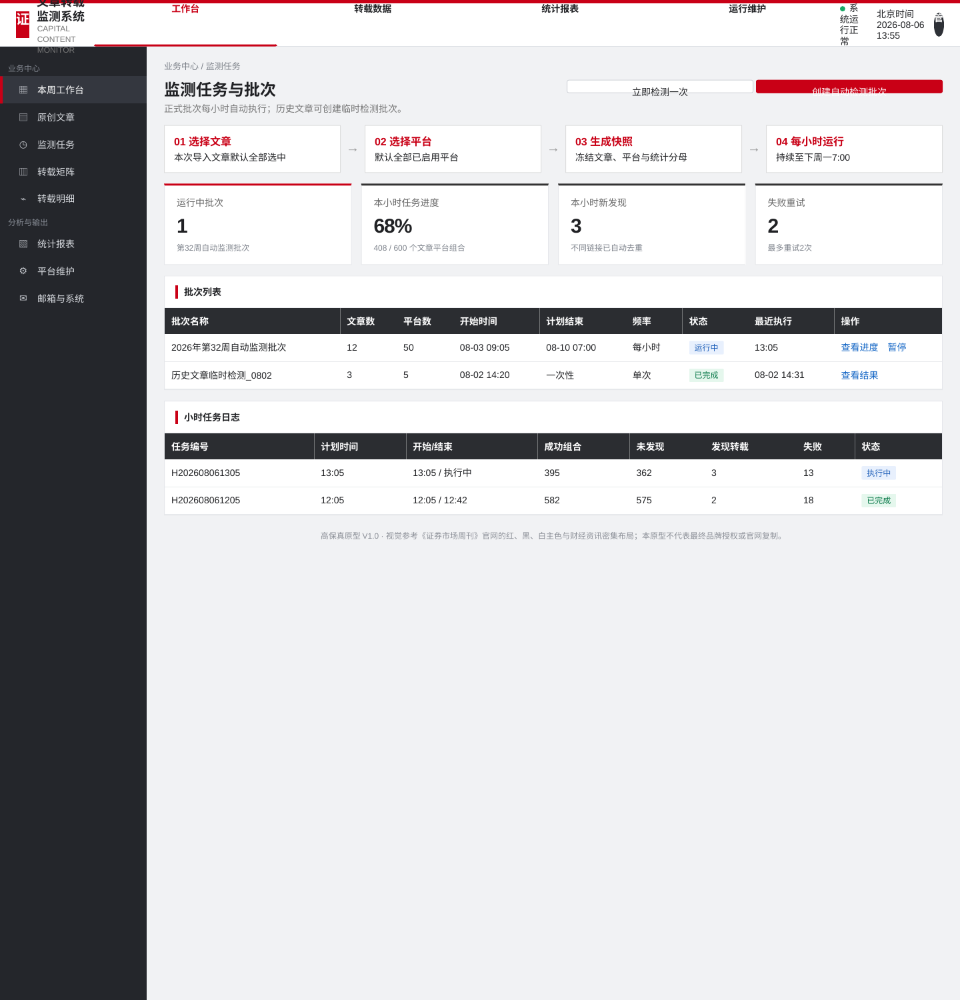 证
文章转载
监测系统
CAPITAL
CONTENT
MONITOR
工作台
转载数据
统计报表
运行维护
系
统运
行正
常
北京时间
2026-08-06
13:55
管
业务中心
本周工作台
原创文章
监测任务
转载矩阵
转载明细
分析与输出
统计报表
平台维护
邮箱与系统
业务中心 / 监测任务
监测任务与批次
正式批次每小时自动执行；历史文章可创建临时检测批次。
立即检测一次
创建自动检测批次
01 选择文章
本次导入文章默认全部选中
→
02 选择平台
默认全部已启用平台
→
03 生成快照
冻结文章、平台与统计分母
→
04 每小时运行
持续至下周一7:00
运行中批次
1
第32周自动监测批次
本小时任务进度
68%
408 / 600 个文章平台组合
本小时新发现
3
不同链接已自动去重
失败重试
2
最多重试2次
批次列表
批次名称 文章数 平台数 开始时间 计划结束 频率 状态 最近执行 操作
2026年第32周自动监测批次 12 50 08-03 09:05 08-10 07:00 每小时 运行中 13:05 查看进度 暂停
历史文章临时检测_0802 3 5 08-02 14:20 一次性 单次 已完成 08-02 14:31 查看结果
小时任务日志
任务编号 计划时间 开始/结束 成功组合 未发现 发现转载 失败 状态
H202608061305 13:05 13:05 / 执行中 395 362 3 13 执行中
H202608061205 12:05 12:05 / 12:42 582 575 2 18 已完成
高保真原型 V1.0 · 视觉参考《证券市场周刊》官网的红、黑、白主色与财经资讯密集布局；本原型不代表最终品牌授权或官网复制。